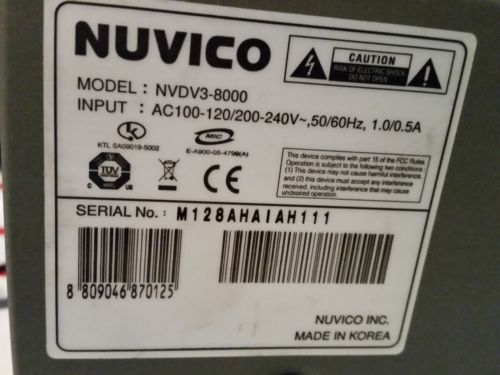 NUVICO
CAUTION
RISK OF ELECTRIC SHOCK
DO NOT OPEN
MODEL : NVDV3-8000
INPUT : AC100-120/200-240V~,50/60Hz, 1.0/0.5A
KTL SA09019-5002
MIC
E-A900-05-4799(A)
TÜV
C US
This device complies with part 15 of the FCC Rules.
Operation is subject to the following two conditions :
(1) This device may not cause harmful interference,
and (2) this device must accept any interference
received, including interference that may cause
undesired operation.
SERIAL No. : M128AHAIAH111
8 809046 870125
NUVICO INC.
MADE IN KOREA